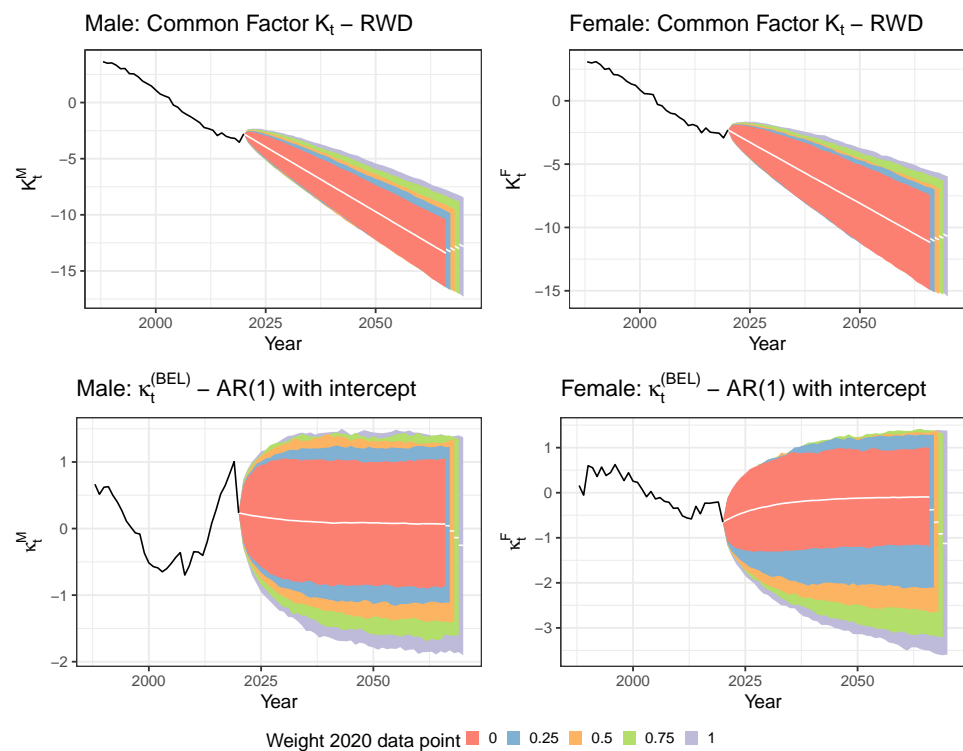 Male: Common Factor Kt − RWD
Female: Common Factor Kt − RWD
0
−5
−10
−15
KtM
2000
2025
2050
Year
0
−5
−10
−15
KtF
2000
2025
2050
Year
Male: κt(BEL) − AR(1) with intercept
Female: κt(BEL) − AR(1) with intercept
1
0
−1
−2
κtM
2000
2025
2050
Year
1
0
−1
−2
−3
κtF
2000
2025
2050
Year
Weight 2020 data point 0 0.25 0.5 0.75 1